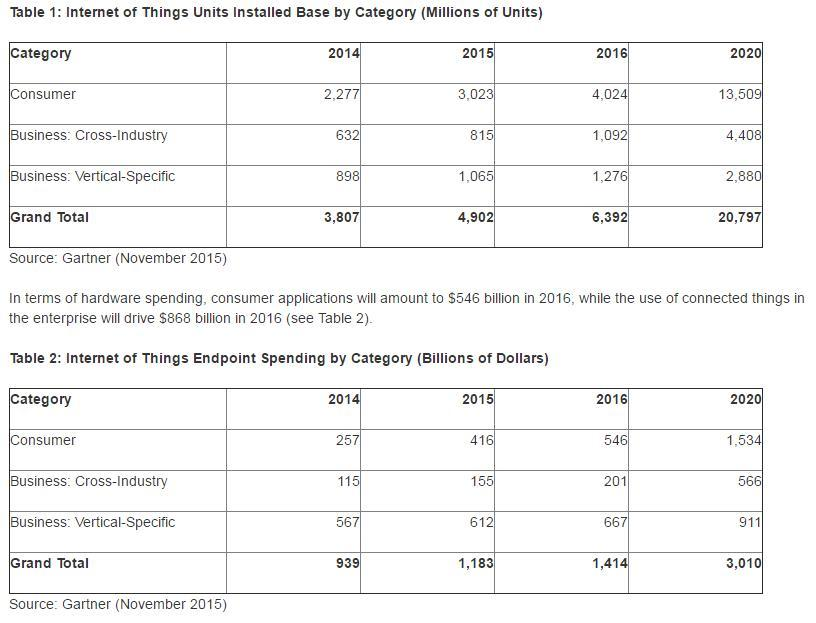 Table 1: Internet of Things Units Installed Base by Category (Millions of Units)
Category 2014 2015 2016 2020
Consumer 2,277 3,023 4,024 13,509
Business: Cross-Industry 632 815 1,092 4,408
Business: Vertical-Specific 898 1,065 1,276 2,880
Grand Total 3,807 4,902 6,392 20,797
Source: Gartner (November 2015)
In terms of hardware spending, consumer applications will amount to $546 billion in 2016, while the use of connected things in
the enterprise will drive $868 billion in 2016 (see Table 2).
Table 2: Internet of Things Endpoint Spending by Category (Billions of Dollars)
Category 2014 2015 2016 2020
Consumer 257 416 546 1,534
Business: Cross-Industry 115 155 201 566
Business: Vertical-Specific 567 612 667 911
Grand Total 939 1,183 1,414 3,010
Source: Gartner (November 2015)